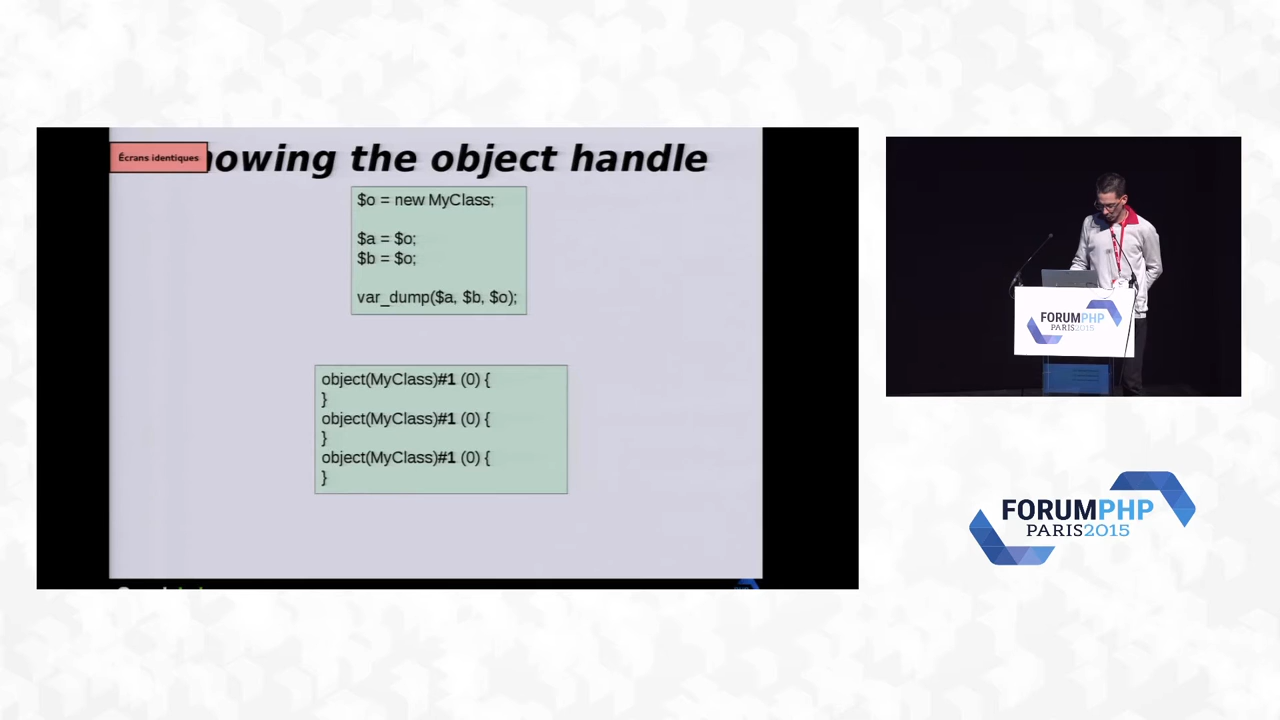 Écrans identiques
howing the object handle
$o = new MyClass;
$a = $o;
$b = $o;
var_dump($a, $b, $o);
object(MyClass)#1 (0) {
}
object(MyClass)#1 (0) {
}
object(MyClass)#1 (0) {
}
FORUMPHP
PARIS2015
FORUMPHP
PARIS2015